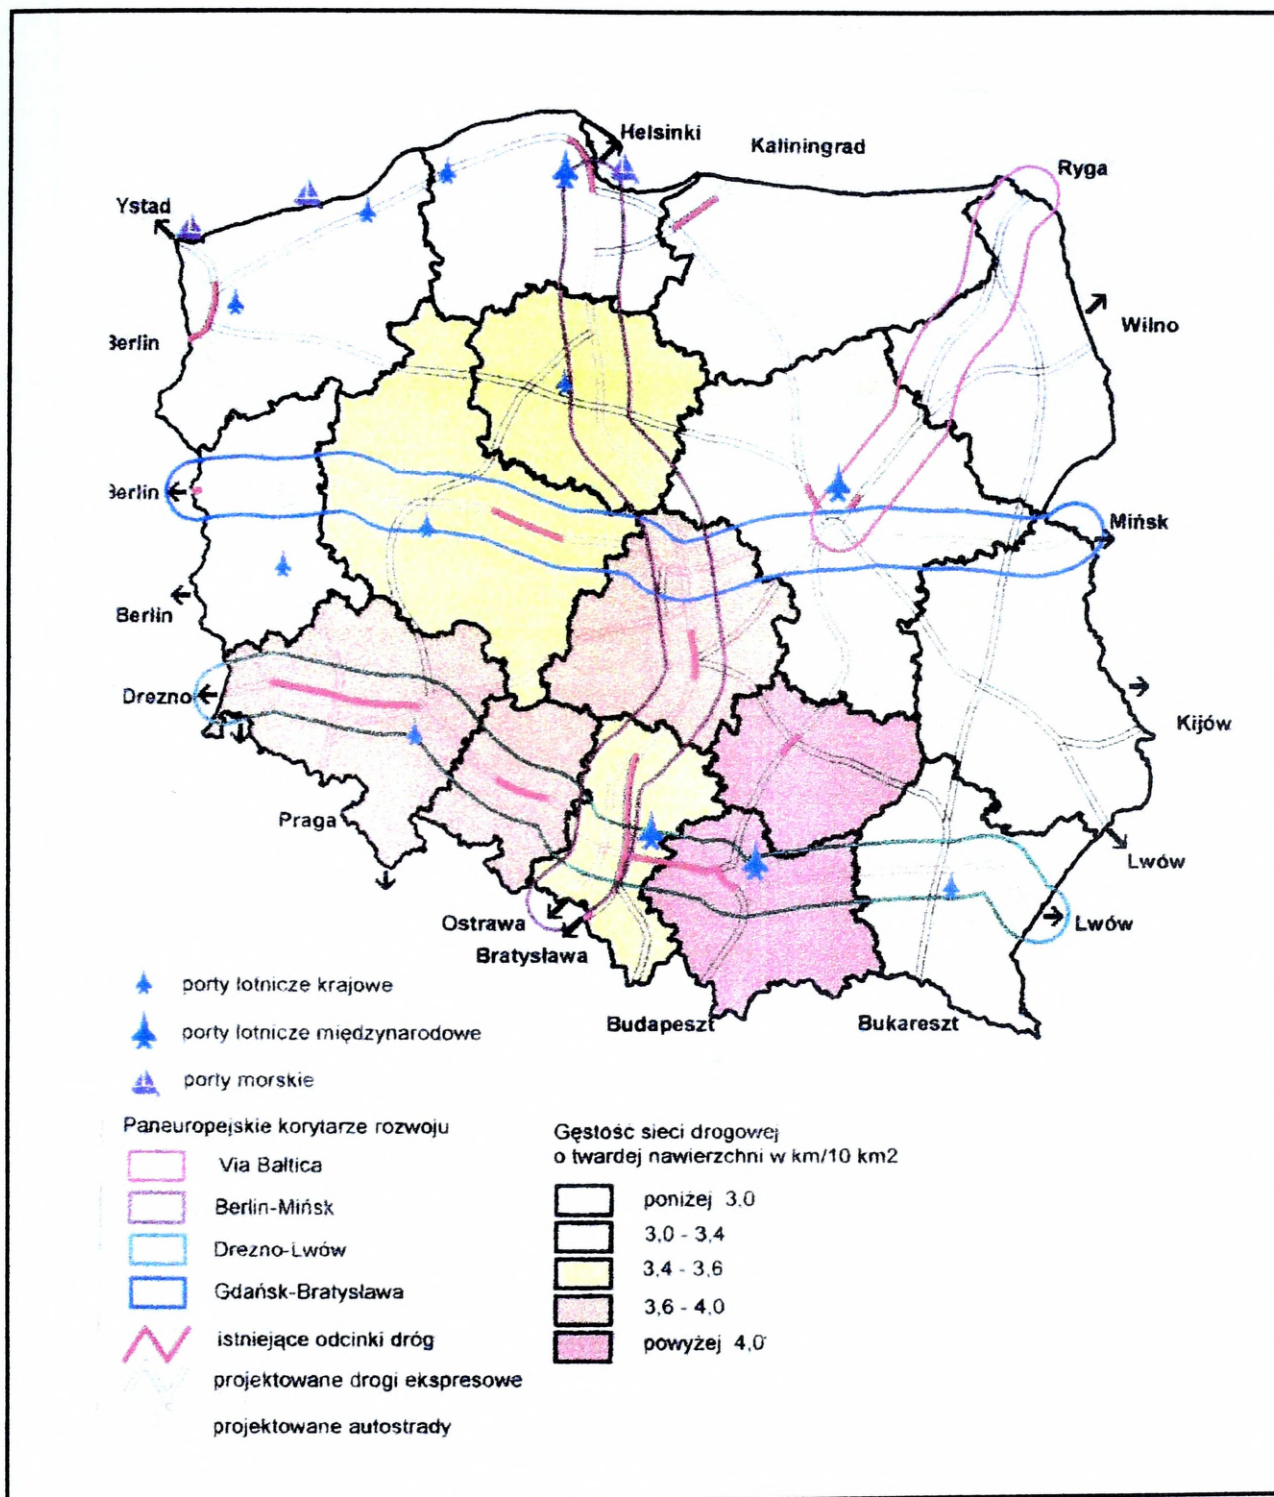 Helsinki
Kaliningrad
Ryga
Ystad
Wilno
Berlin
Berlin
Mińsk
Berlin
Drezno
Kijów
Praga
Lwów
Ostrawa
Lwów
Bratysława
Budapeszt
Bukareszt
porty lotnicze krajowe
porty lotnicze międzynarodowe
porty morskie
Paneuropejskie korytarze rozwoju
Via Baltica
Berlin-Mińsk
Drezno-Lwów
Gdańsk-Bratysława
istniejące odcinki dróg
projektowane drogi ekspresowe
projektowane autostrady
Gęstość sieci drogowej
o twardej nawierzchni w km/10 km2
poniżej 3,0
3,0 - 3,4
3,4 - 3,6
3,6 - 4,0
powyżej 4,0